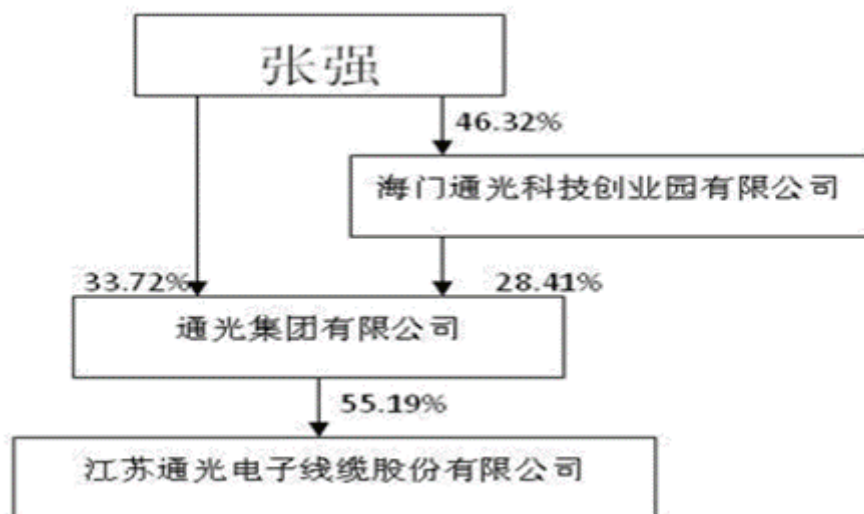 张强
46.32%
海门通光科技创业园有限公司
33.72%
28.41%
通光集团有限公司
55.19%
江苏通光电子线缆股份有限公司